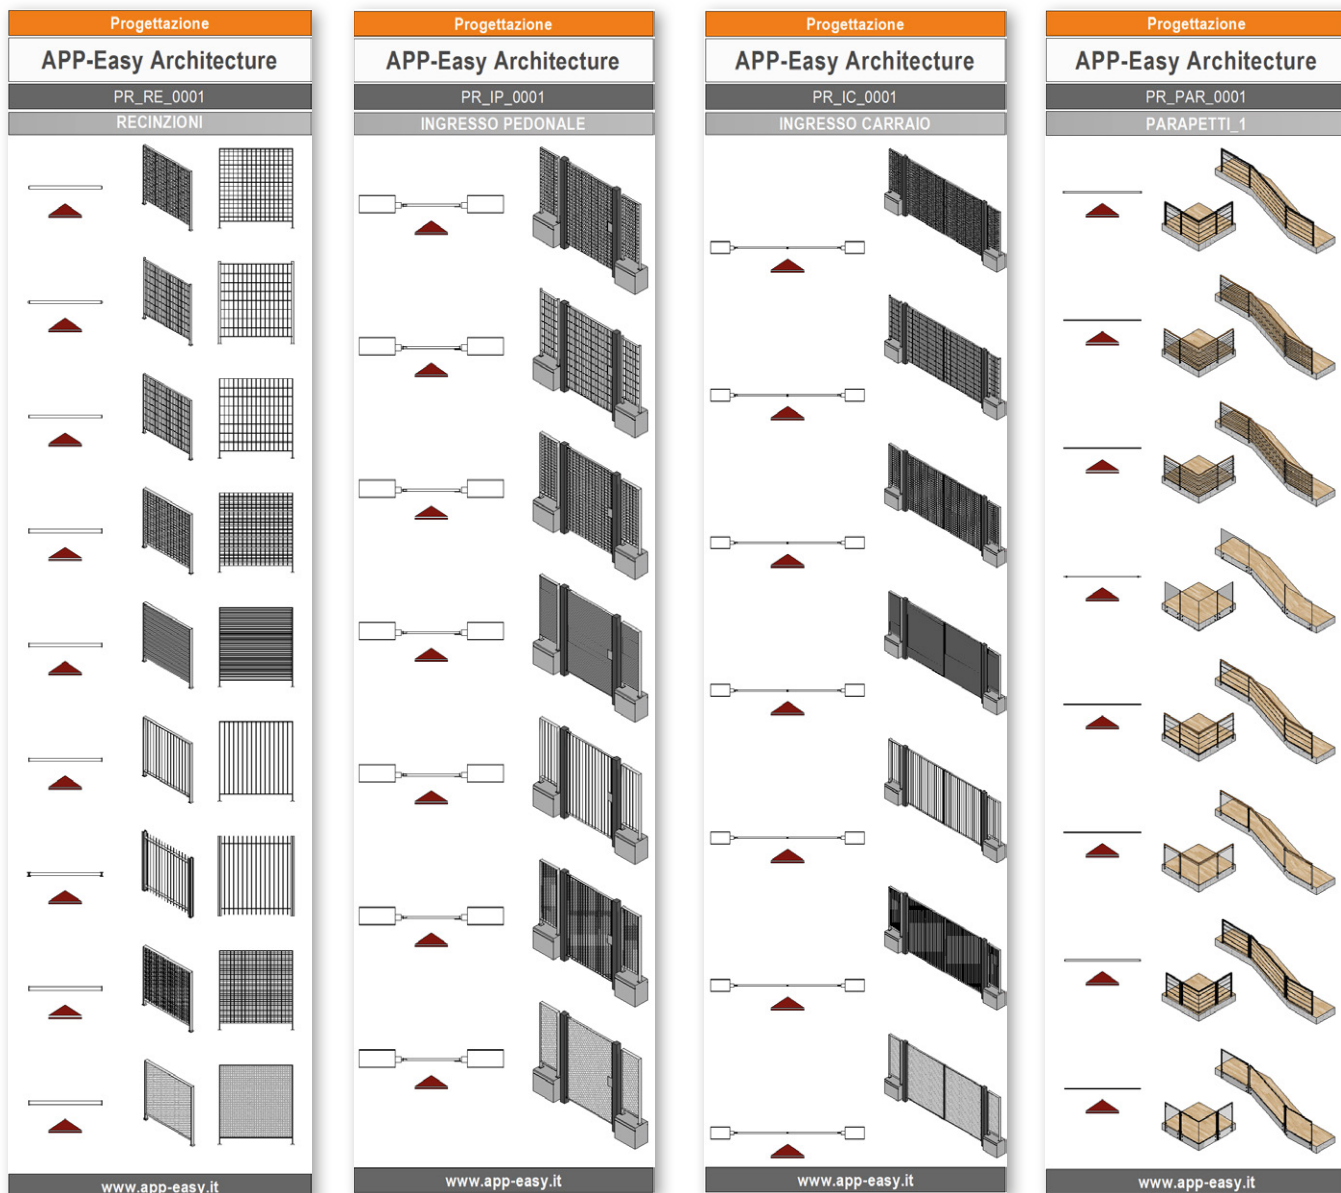 Progettazione
APP-Easy Architecture
PR_RE_0001
RECINZIONI
www.app-easy.it
Progettazione
APP-Easy Architecture
PR_IP_0001
INGRESSO PEDONALE
www.app-easy.it
Progettazione
APP-Easy Architecture
PR_IC_0001
INGRESSO CARRAIO
www.app-easy.it
Progettazione
APP-Easy Architecture
PR_PAR_0001
PARAPETTI_1
www.app-easy.it